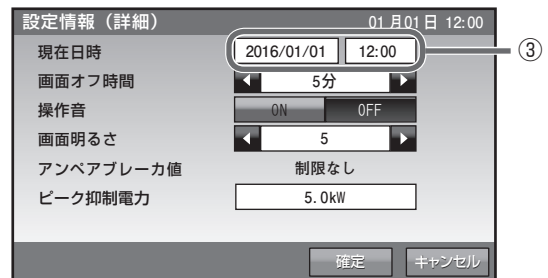 設定情報（詳細） 01月01日 12:00
現在日時 2016/01/01 12:00 ③
画面オフ時間 5分
操作音 ON OFF
画面明るさ 5
アンペアブレーカ値 制限なし
ピーク抑制電力 5.0kW
確定 キャンセル